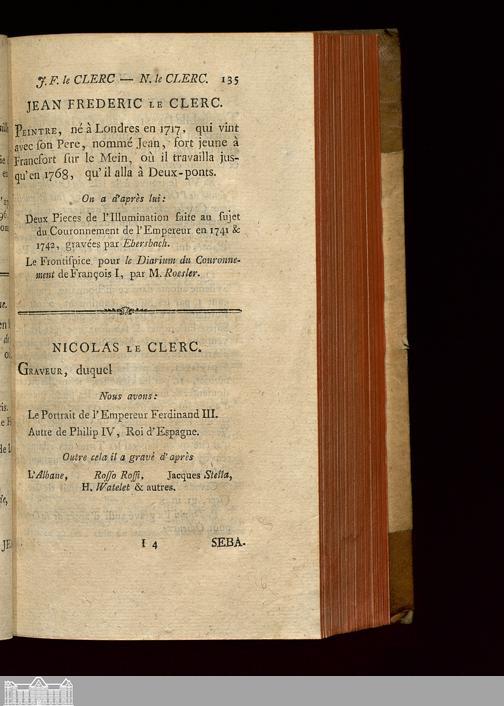 J. F. le CLERC — N. le CLERC. 135
JEAN FREDERIC LE CLERC.
PEINTRE, né à Londres en 1717, qui vint
avec ſon Pere, nommé Jean, fort jeune à
Francfort ſur le Mein, où il travailla juſ-
qu'en 1768, qu'il alla à Deux-ponts.
On a d'après lui:
Deux Pieces de l'Illumination faite au ſujet
du Couronnement de l'Empereur en 1741 &
1742, gravées par Ebersbach.
Le Frontiſpice pour le Diarium du Couronne-
ment de François I, par M. Roesler.
NICOLAS LE CLERC.
GRAVEUR, duquel
Nous avons:
Le Portrait de l'Empereur Ferdinand III.
Autre de Philip IV, Roi d'Eſpagne.
Outre cela il a gravé d'après
L'Albane, Roſſo Roſſi, Jacques Stella,
H. Watelet & autres.
I 4 SEBA-